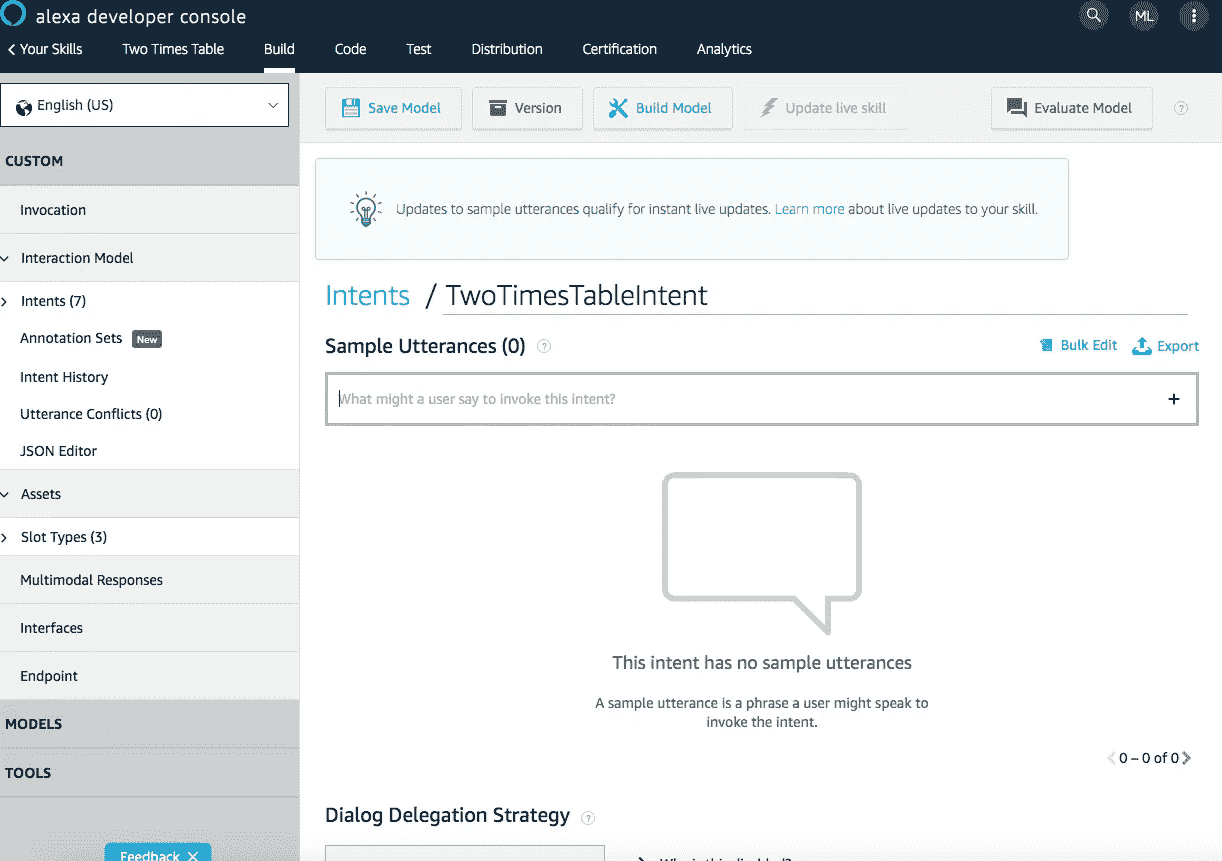 alexa developer console
ML
Your Skills Two Times Table Build Code Test Distribution Certification Analytics
English (US)
Save Model Version Build Model Update live skill Evaluate Model ?
CUSTOM
Invocation
Updates to sample utterances qualify for instant live updates. Learn more about live updates to your skill.
Interaction Model
Intents (7)
Intents / TwoTimesTableIntent
Annotation Sets New
Sample Utterances (0) ? Bulk Edit Export
Intent History
What might a user say to invoke this intent? +
Utterance Conflicts (0)
JSON Editor
Assets
Slot Types (3)
Multimodal Responses
Interfaces
This intent has no sample utterances
Endpoint
A sample utterance is a phrase a user might speak to
invoke the intent.
MODELS
0 – 0 of 0
TOOLS
Dialog Delegation Strategy ?
Feedback X